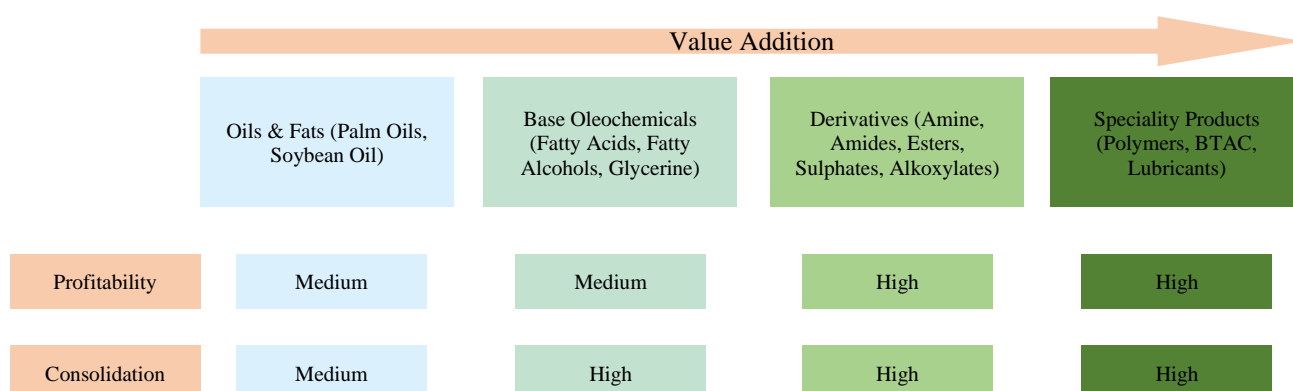 Value Addition
Oils & Fats (Palm Oils,
Soybean Oil)
Base Oleochemicals
(Fatty Acids, Fatty
Alcohols, Glycerine)
Derivatives (Amine,
Amides, Esters,
Sulphates, Alkoxylates)
Speciality Products
(Polymers, BTAC,
Lubricants)
Profitability
Medium
Medium
High
High
Consolidation
Medium
High
High
High